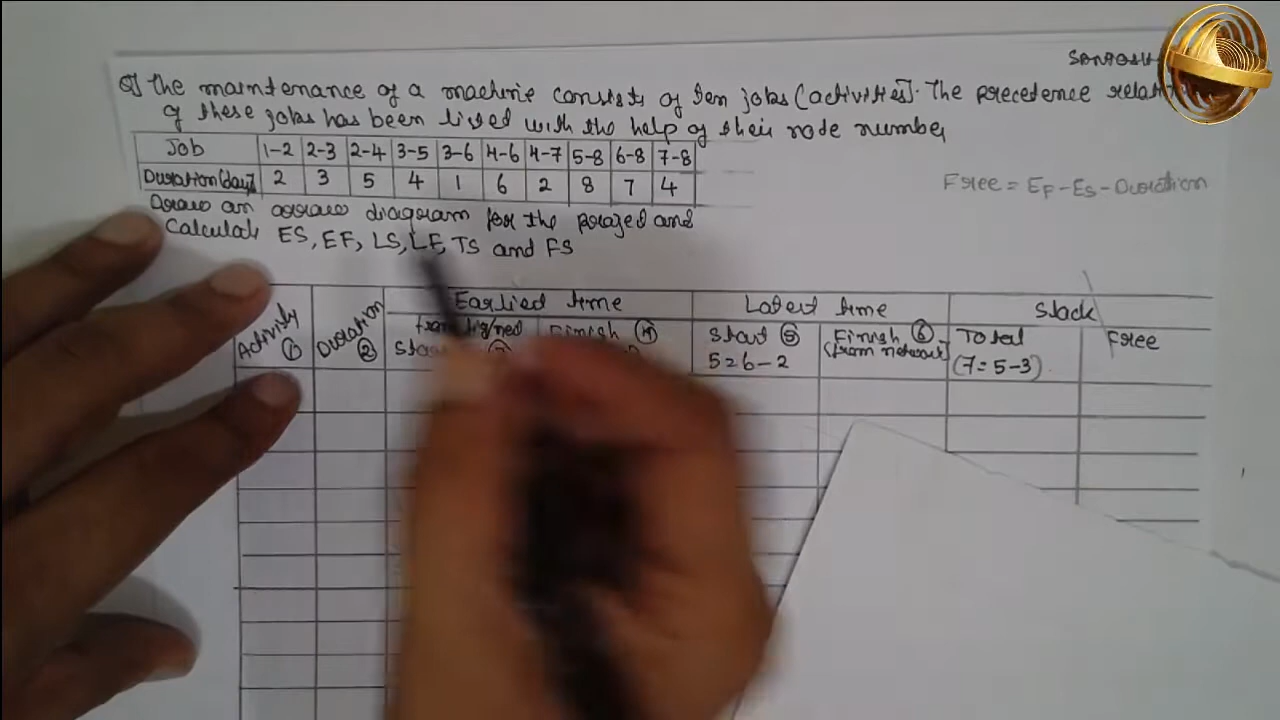 SANTOSH
Q) The maintenance of a machine consists of Ten jobs (activities). The precedence relat
of these jobs has been listed with the help of their node number
Job 1-2 2-3 2-4 3-5 3-6 4-6 4-7 5-8 6-8 7-8
Duration (days) 2 3 5 4 1 6 2 8 7 4
Free = EF - ES - Duration
Draw an arrow diagram for the project and
Calculate ES, EF, LS, LF, TS and FS
Activity ① Duration ② Earliest time Latest time Slack
Finish ④ Start ⑤ Finish ⑥ Total Free
5=6-2 (from network) (7=5-3)